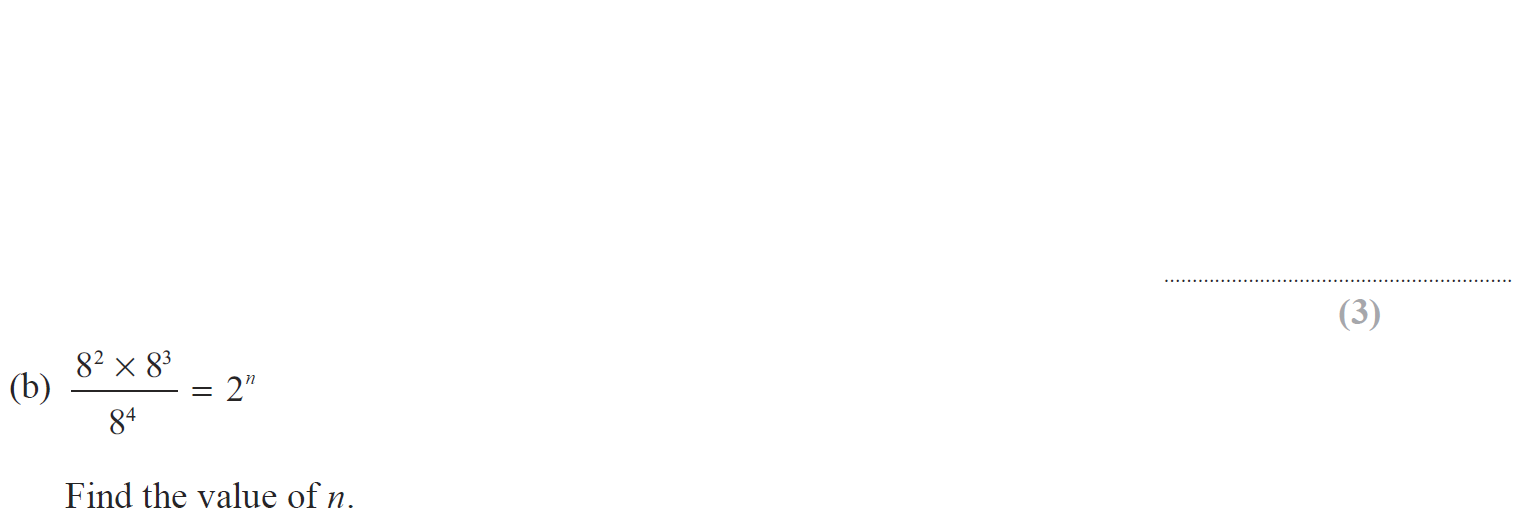 ........................................................
(3)
(b) 8² × 8³ / 8⁴ = 2ⁿ
Find the value of n.